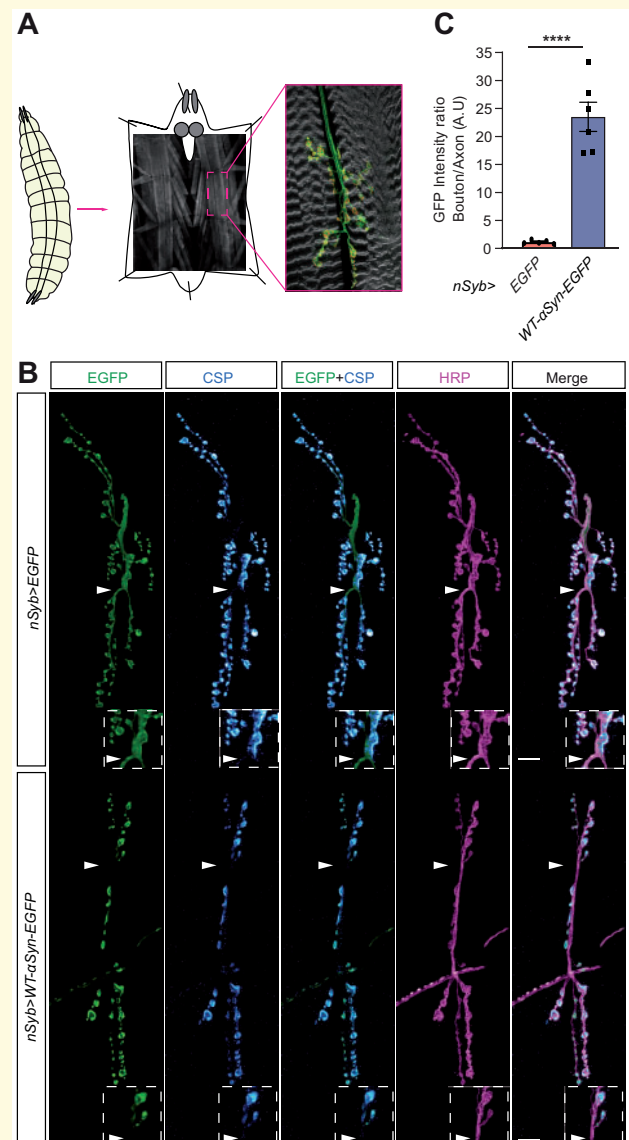 A
C
****
GFP Intensity ratio
Bouton/Axon (A.U)
35
30
25
20
15
10
5
0
nSyb>
EGFP
WT-αSyn-EGFP
B
EGFP
CSP
EGFP+CSP
HRP
Merge
nSyb>EGFP
nSyb>WT-αSyn-EGFP